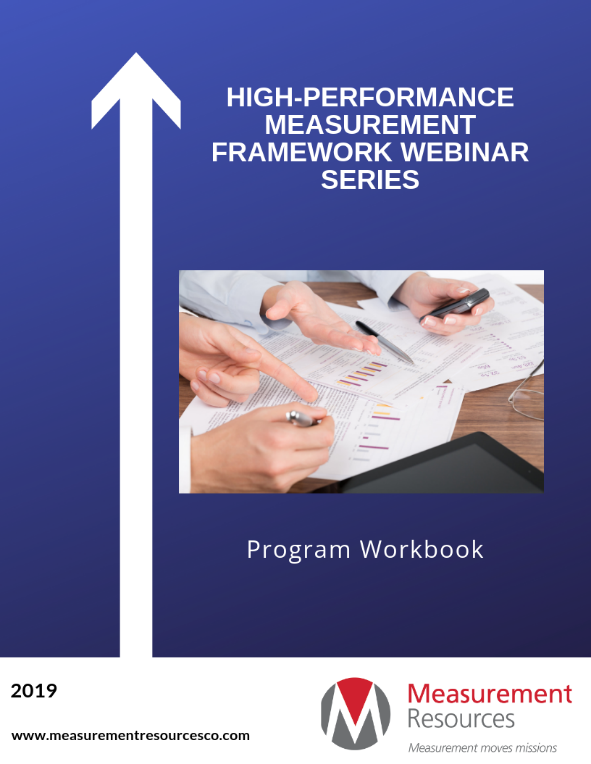 HIGH-PERFORMANCE
MEASUREMENT
FRAMEWORK WEBINAR
SERIES
Program Workbook
2019
www.measurementresourcesco.com
Measurement
Resources
Measurement moves missions